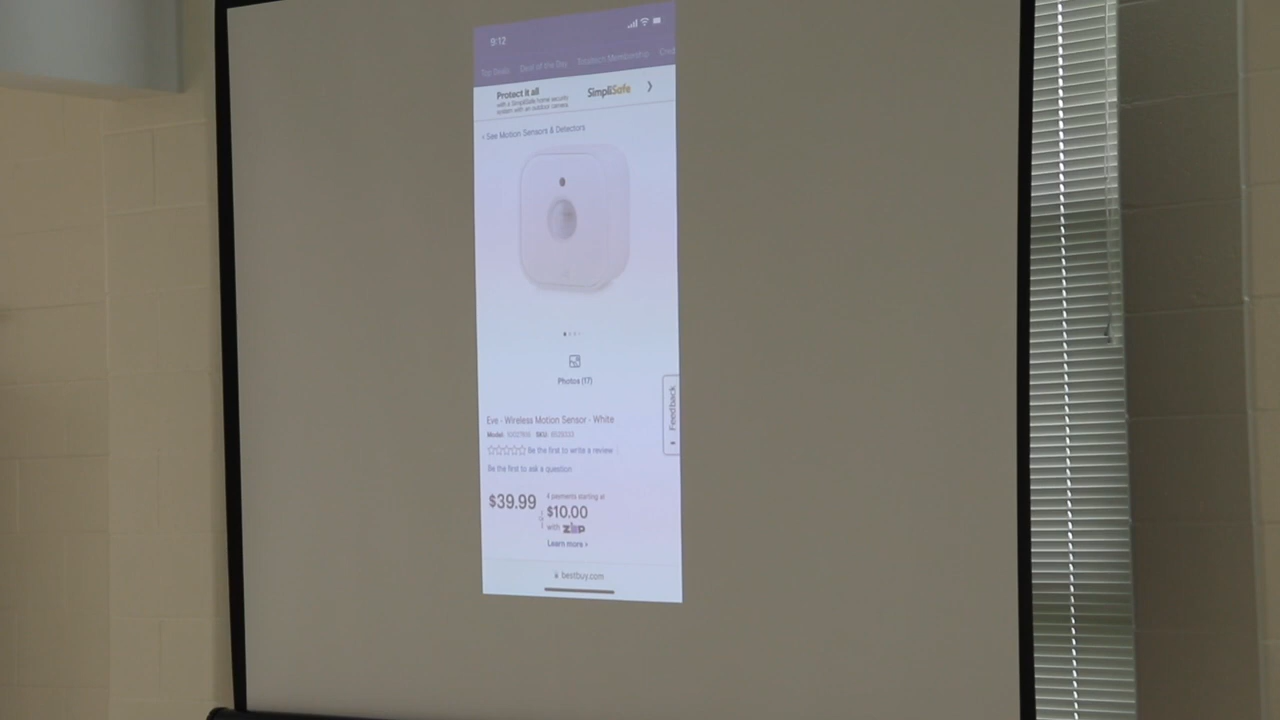 9:12
Top Deals Deal of the Day Totaltech Membership Cred
Protect it all
with a SimpliSafe home security
system with an outdoor camera.
SimpliSafe
See Motion Sensors & Detectors
Photos (17)
Feedback
Eve - Wireless Motion Sensor - White
Model: SKU:
Be the first to write a review
Be the first to ask a question
$39.99
4 payments starting at
$10.00
with zip
Learn more >
bestbuy.com